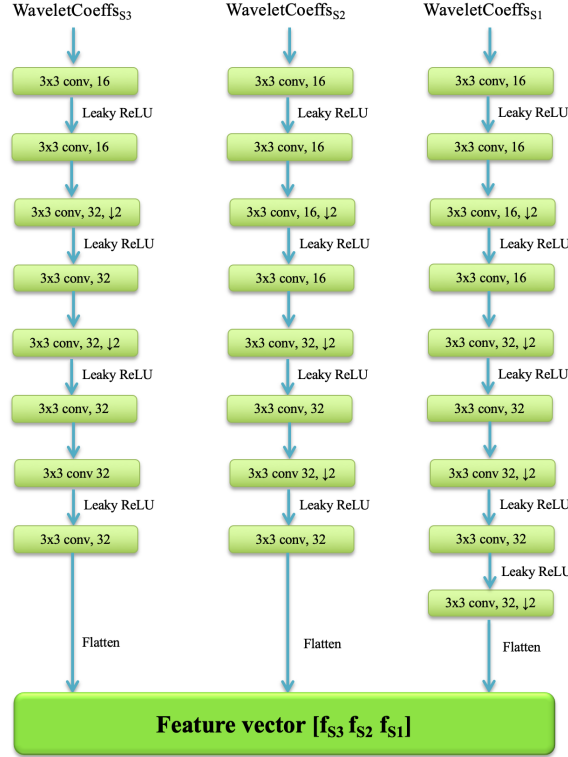 WaveletCoeffsS3 WaveletCoeffsS2 WaveletCoeffsS1
3x3 conv, 16 3x3 conv, 16 3x3 conv, 16
Leaky ReLU Leaky ReLU Leaky ReLU
3x3 conv, 16 3x3 conv, 16 3x3 conv, 16
3x3 conv, 32, ↓2 3x3 conv, 16, ↓2 3x3 conv, 16, ↓2
Leaky ReLU Leaky ReLU Leaky ReLU
3x3 conv, 32 3x3 conv, 16 3x3 conv, 16
3x3 conv, 32, ↓2 3x3 conv, 32, ↓2 3x3 conv, 32, ↓2
Leaky ReLU Leaky ReLU Leaky ReLU
3x3 conv, 32 3x3 conv, 32 3x3 conv, 32
3x3 conv 32 3x3 conv 32, ↓2 3x3 conv 32, ↓2
Leaky ReLU Leaky ReLU Leaky ReLU
3x3 conv, 32 3x3 conv, 32 3x3 conv, 32
Leaky ReLU
3x3 conv, 32, ↓2
Flatten Flatten Flatten
Feature vector [fS3 fS2 fS1]